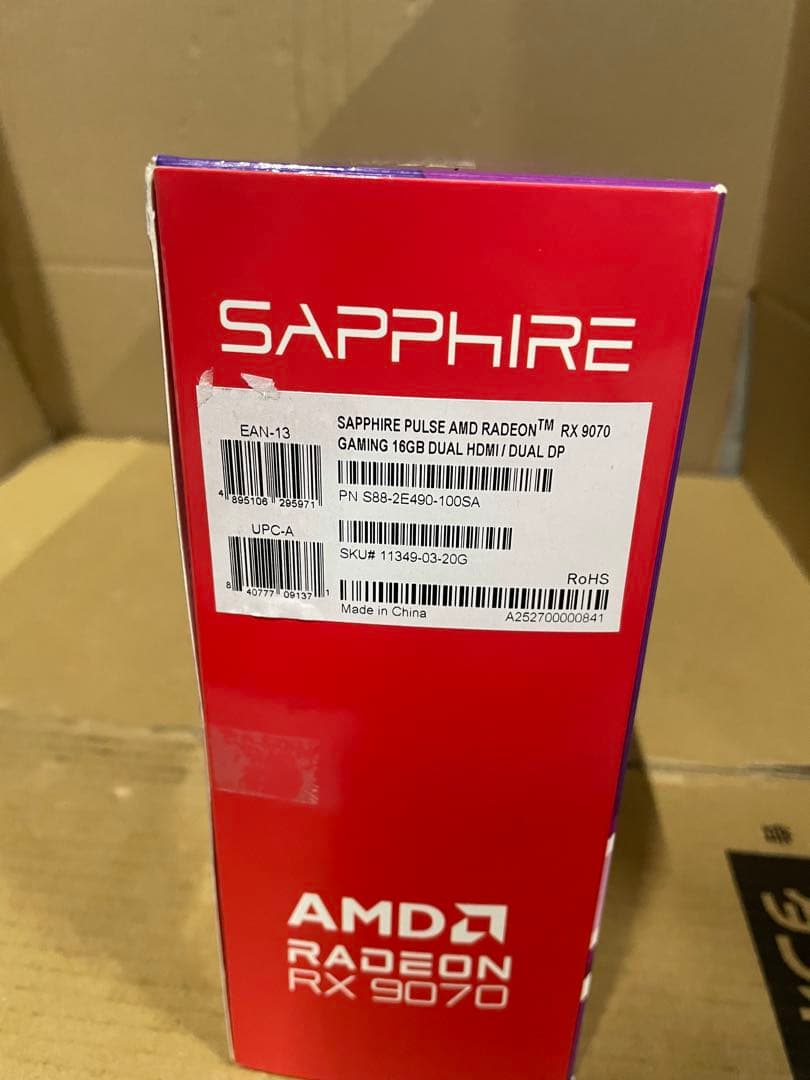 SAPPHIRE
EAN-13
4 895106 295971
UPC-A
8 40777 09137 1
SAPPHIRE PULSE AMD RADEON™ RX 9070
GAMING 16GB DUAL HDMI / DUAL DP
PN S88-2E490-100SA
SKU# 11349-03-20G
RoHS
Made in China
A252700000841
AMD
RADEON
RX 9070